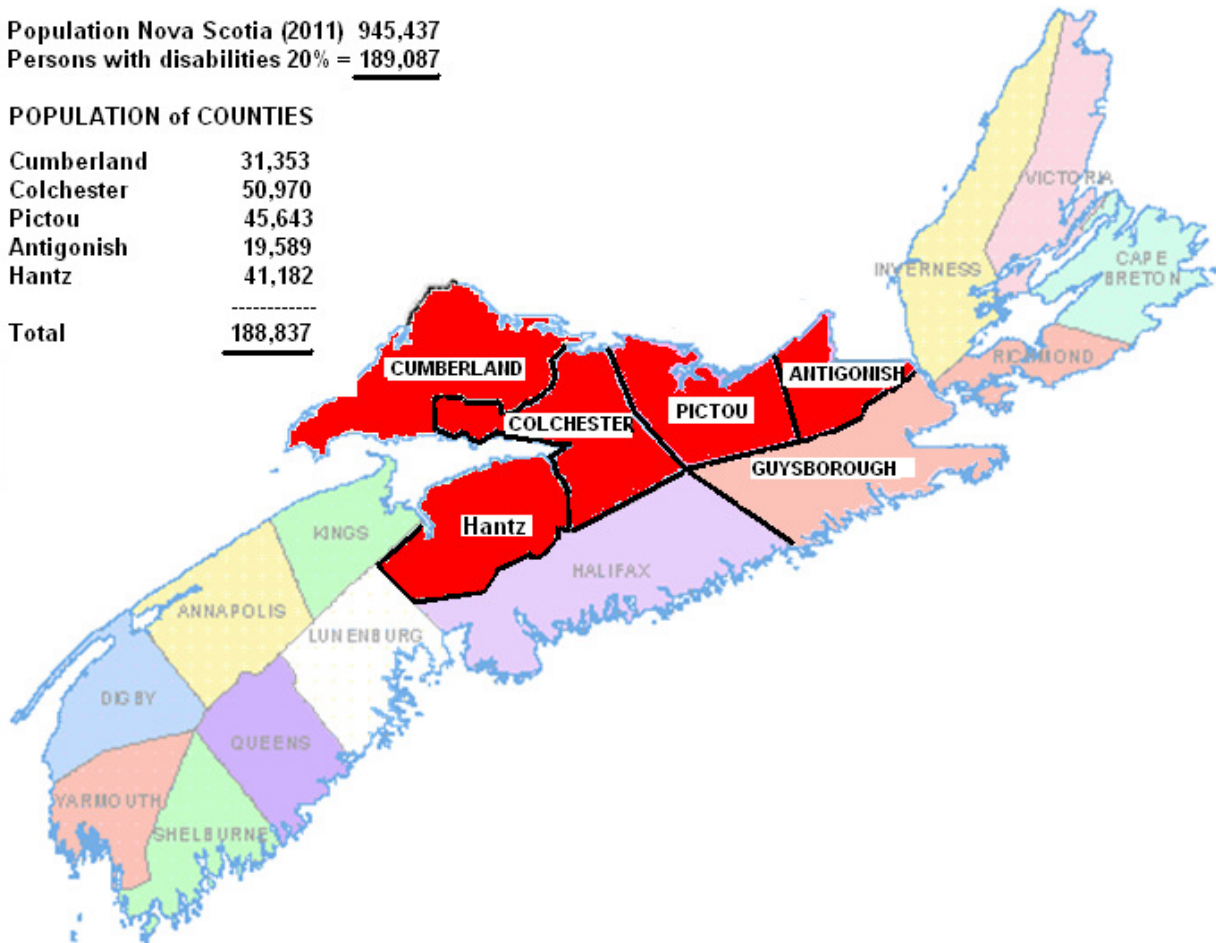 Population Nova Scotia (2011) 945,437
Persons with disabilities 20% = 189,087
POPULATION of COUNTIES
Cumberland 31,353
Colchester 50,970
Pictou 45,643
Antigonish 19,589
Hantz 41,182
------------
Total 188,837
VICTORIA
INVERNESS
CAPE
BRETON
RICHMOND
CUMBERLAND
ANTIGONISH
COLCHESTER
PICTOU
GUYSBOROUGH
Hantz
KINGS
HALIFAX
ANNAPOLIS
LUNENBURG
DIGBY
QUEENS
YARMOUTH
SHELBURNE